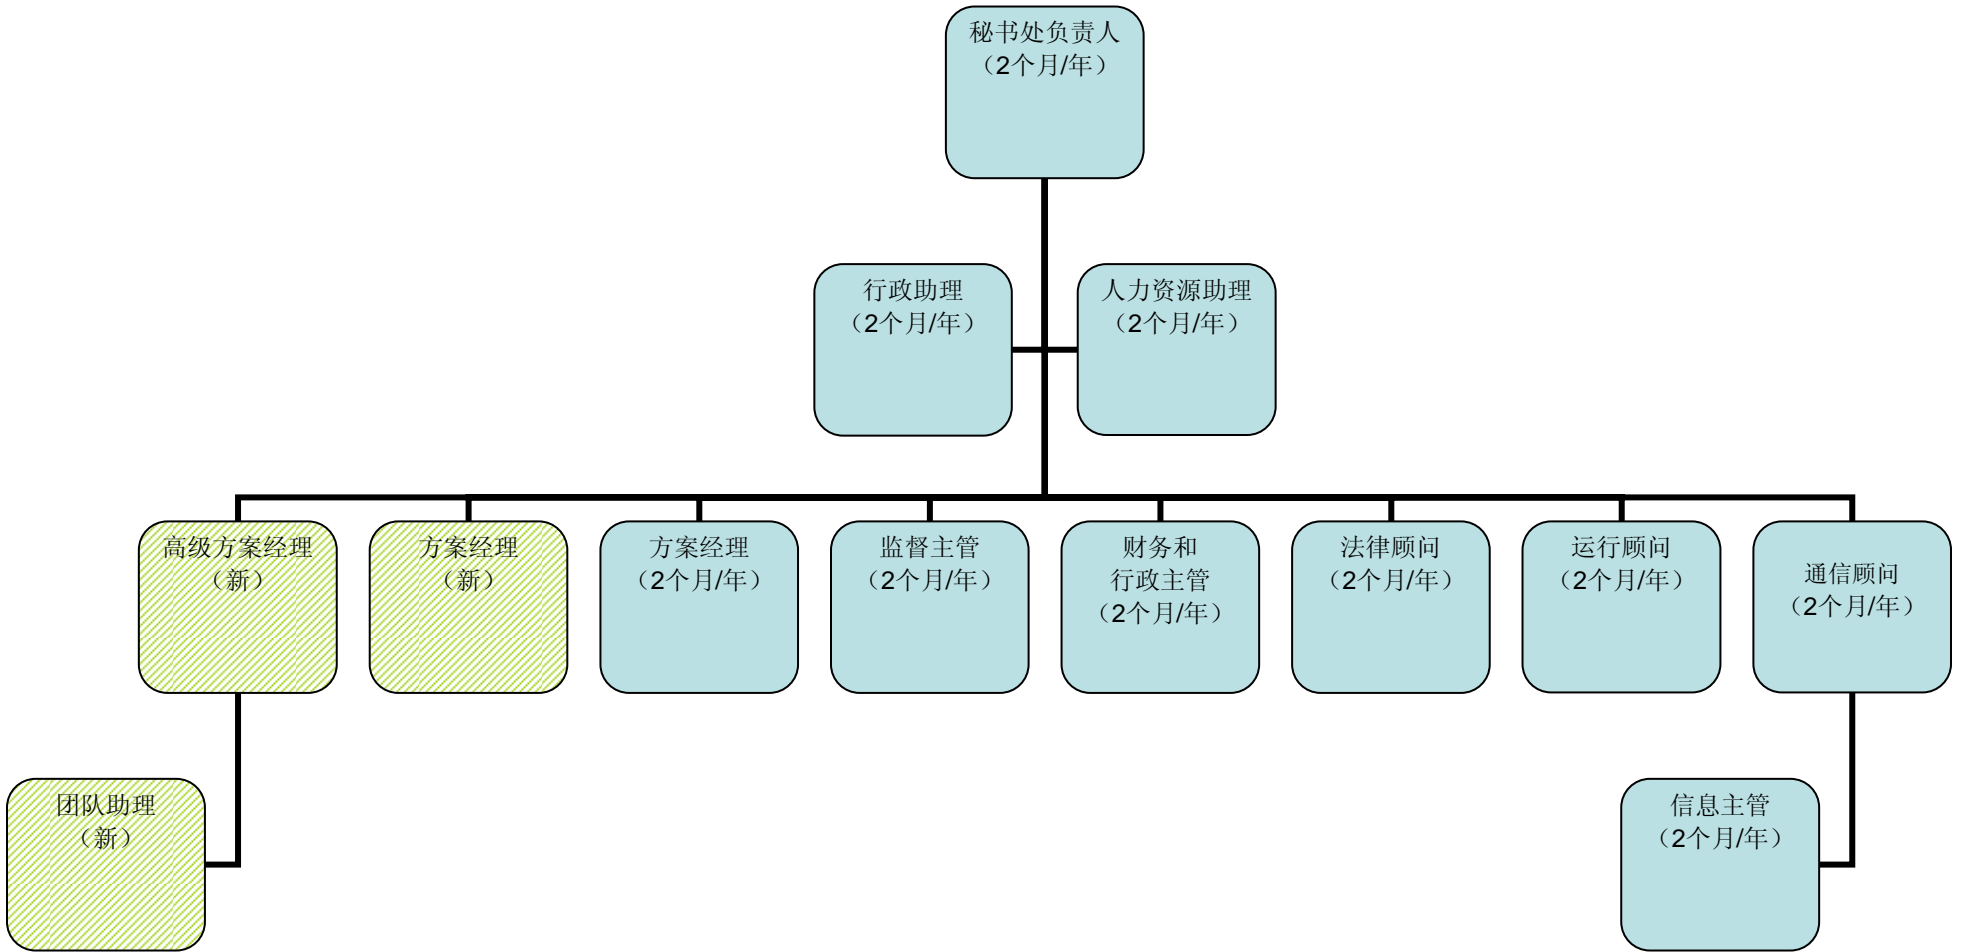 秘书处负责人
（2个月/年）
行政助理
（2个月/年）
人力资源助理
（2个月/年）
高级方案经理
（新）
方案经理
（新）
方案经理
（2个月/年）
监督主管
（2个月/年）
财务和
行政主管
（2个月/年）
法律顾问
（2个月/年）
运行顾问
（2个月/年）
通信顾问
（2个月/年）
团队助理
（新）
信息主管
（2个月/年）